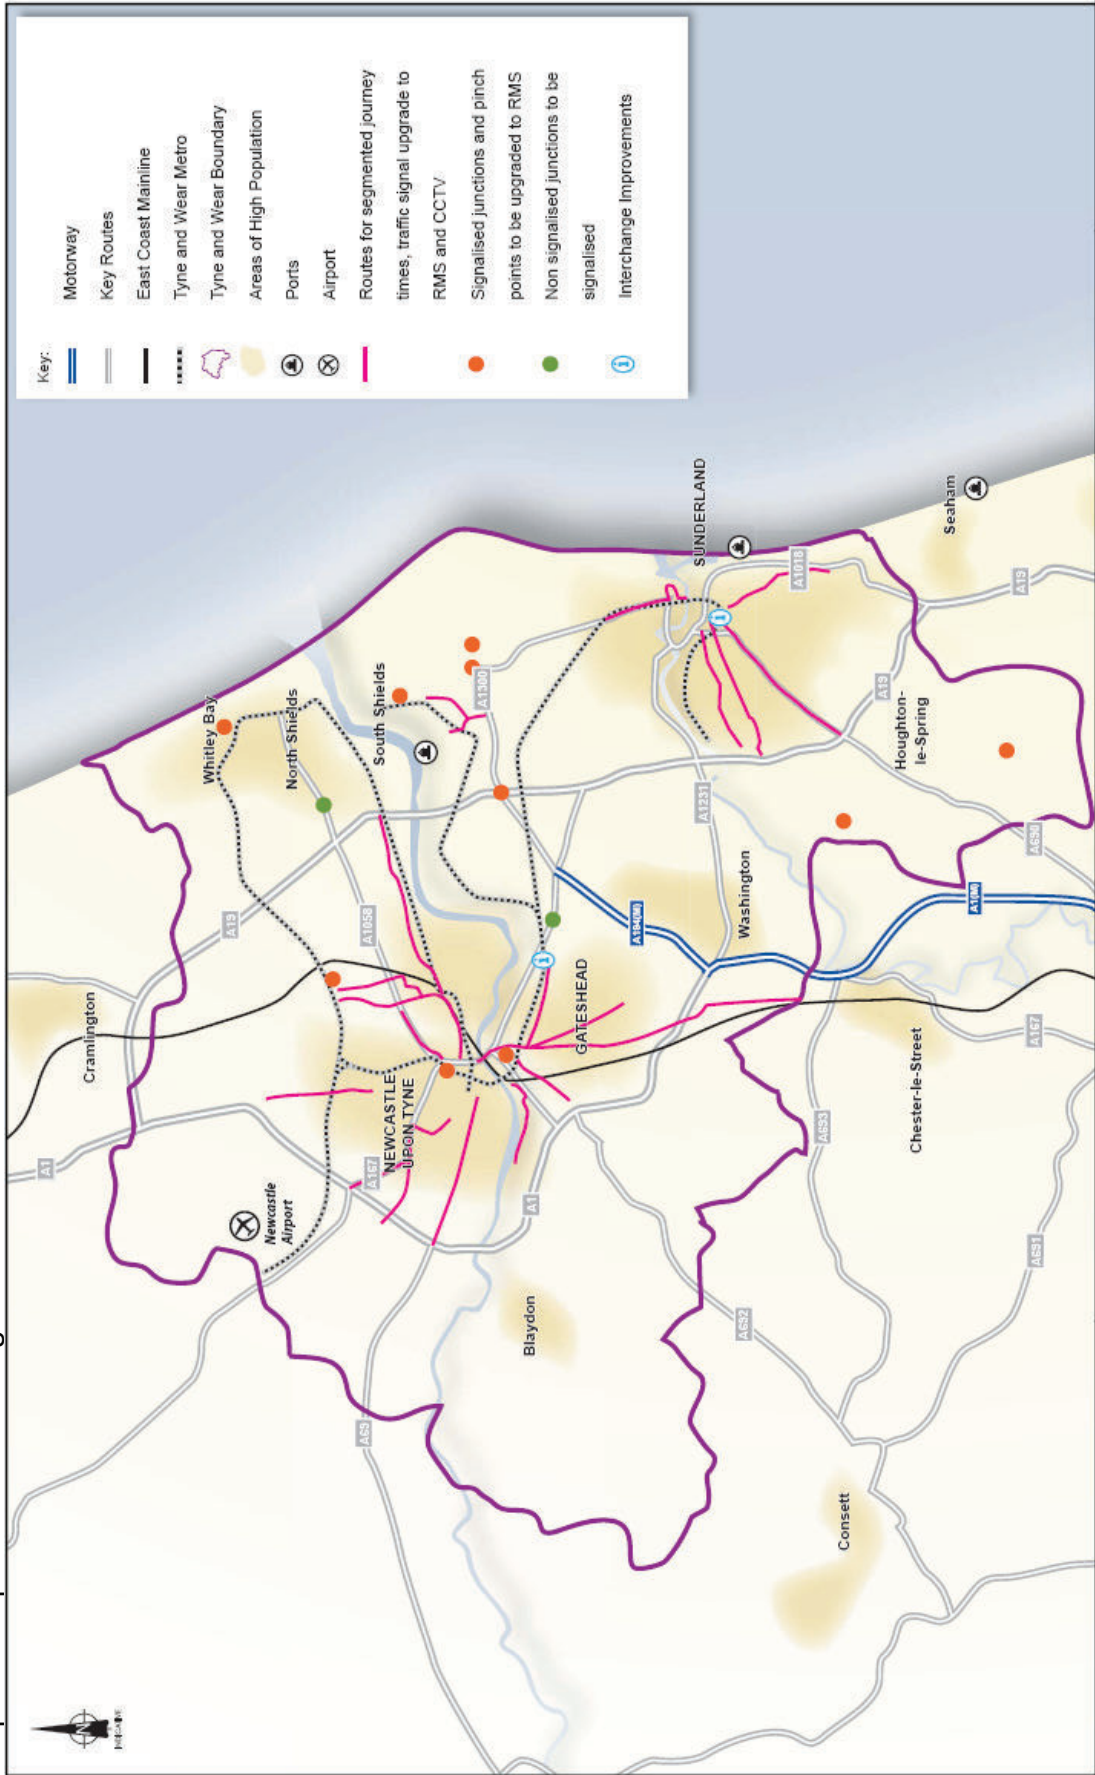 Key:
Motorway
Key Routes
East Coast Mainline
Tyne and Wear Metro
Tyne and Wear Boundary
Areas of High Population
Ports
Airport
Routes for segmented journey
times, traffic signal upgrade to
RMS and CCTV
Signalised junctions and pinch
points to be upgraded to RMS
Non signalised junctions to be
signalised
Interchange Improvements
N
INDICATIVE
A1
Cramlington
A19
Whitley Bay
North Shields
A1058
Newcastle
Airport
A167
NEWCASTLE
UPON TYNE
A69
South Shields
A1300
A1
Blaydon
GATESHEAD
A194(M)
A1231
Washington
SUNDERLAND
A1018
A692
A693
A19
Houghton-
le-Spring
Seaham
Consett
Chester-le-Street
A1(M)
A19
A690
A167
A691